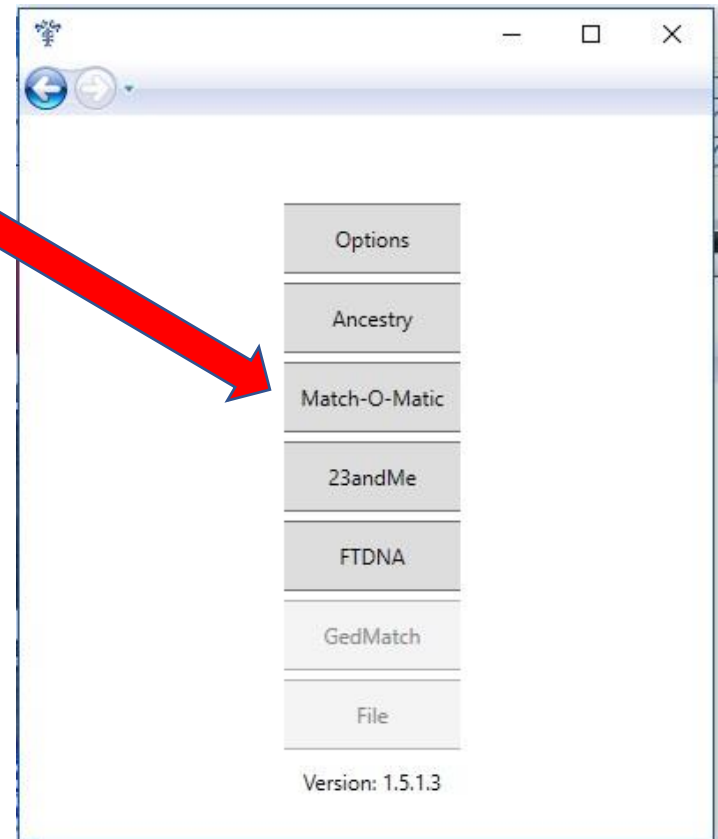 Options
Ancestry
Match-O-Matic
23andMe
FTDNA
GedMatch
File
Version: 1.5.1.3